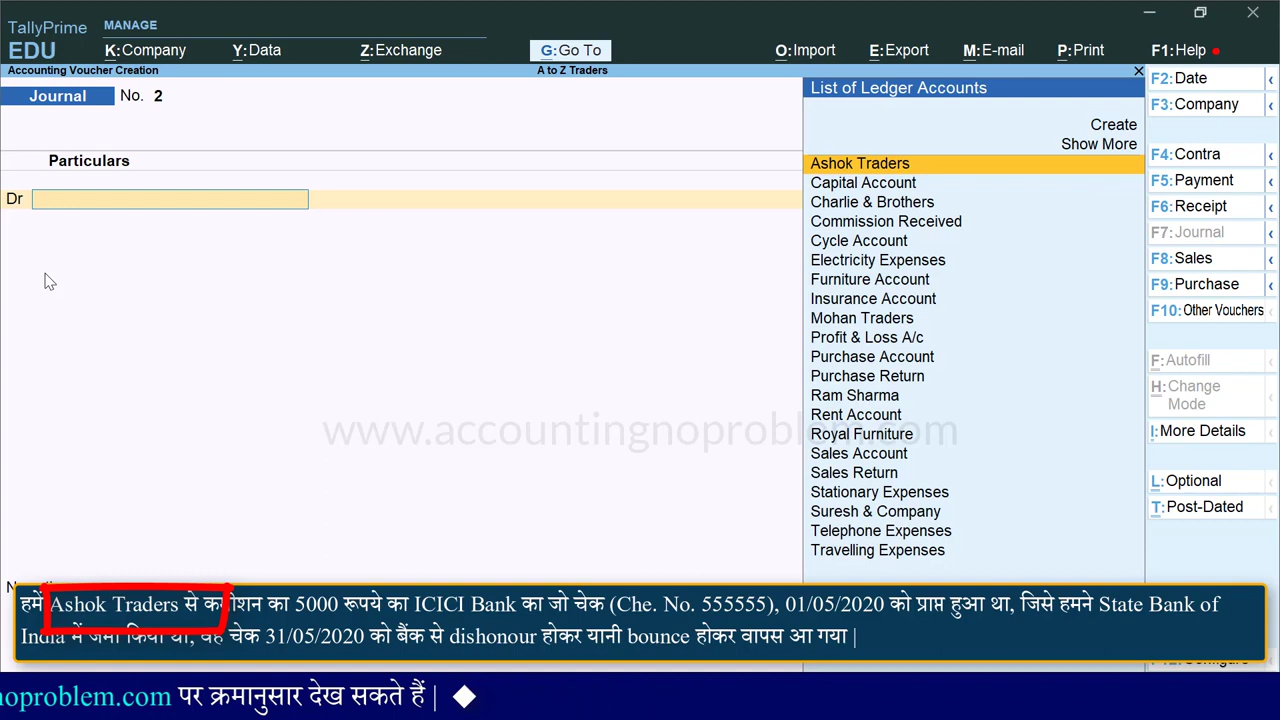 TallyPrime
EDU
MANAGE
K:Company
Y:Data
Z:Exchange
G:Go To
O:Import
E:Export
M:E-mail
P:Print
F1:Help
Accounting Voucher Creation
A to Z Traders
Journal No. 2
Particulars
Dr
List of Ledger Accounts
Create
Show More
Ashok Traders
Capital Account
Charlie & Brothers
Commission Received
Cycle Account
Electricity Expenses
Furniture Account
Insurance Account
Mohan Traders
Profit & Loss A/c
Purchase Account
Purchase Return
Ram Sharma
Rent Account
Royal Furniture
Sales Account
Sales Return
Stationary Expenses
Suresh & Company
Telephone Expenses
Travelling Expenses
F2:Date
F3:Company
F4:Contra
F5:Payment
F6:Receipt
F7:Journal
F8:Sales
F9:Purchase
F10:Other Vouchers
F:Autofill
H:Change
Mode
I:More Details
L:Optional
T:Post-Dated
www.accountingnoproblem.com
हमें Ashok Traders से कमीशन का 5000 रूपये का ICICI Bank का जो चेक (Che. No. 555555), 01/05/2020 को प्राप्त हुआ था, जिसे हमने State Bank of
India में जमा किया था, वह चेक 31/05/2020 को बैंक से dishonour होकर यानी bounce होकर वापस आ गया |
noproblem.com पर क्रमानुसार देख सकते हैं | ◆